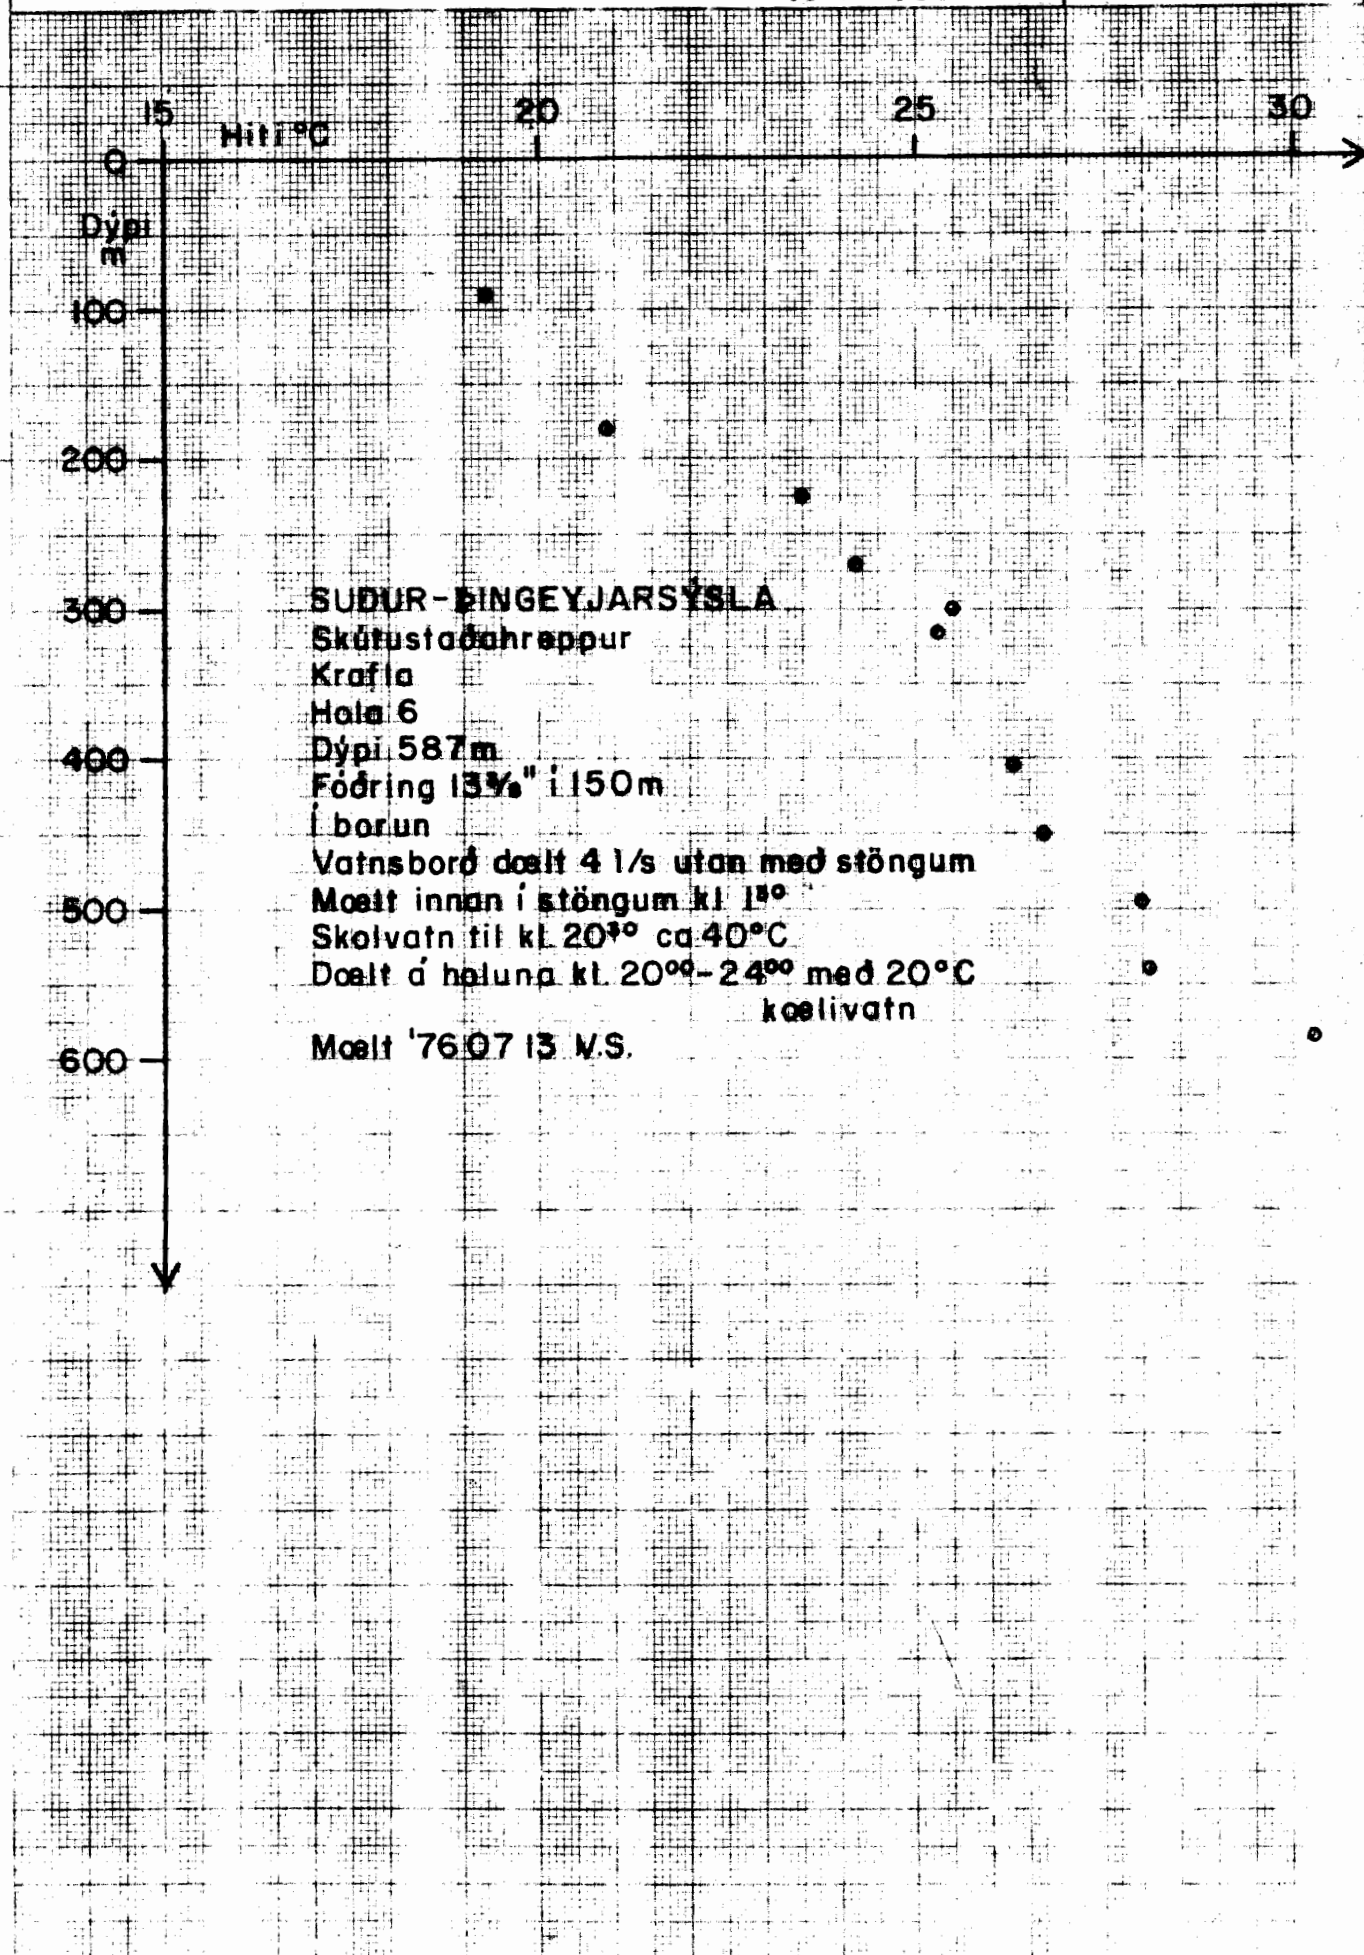 15 20 25 30
Hiti °C
0
Dýpi
m
100
200
300
400
500
600
SUÐUR-ÞINGEYJARSÝSLA
Skútustaðahreppur
Krafla
Hola 6
Dýpi 587m
Fóðring 13⅜" í 150m
Í borun
Vatnsborð dælt 4 l/s utan með stöngum
Mælt innan í stöngum kl 1³⁰
Skolvatn til kl. 20³⁰ ca 40°C
Dælt á holuna kl. 20⁰⁰-24⁰⁰ með 20°C
kælivatn
Mælt '76 07 13 V.S.